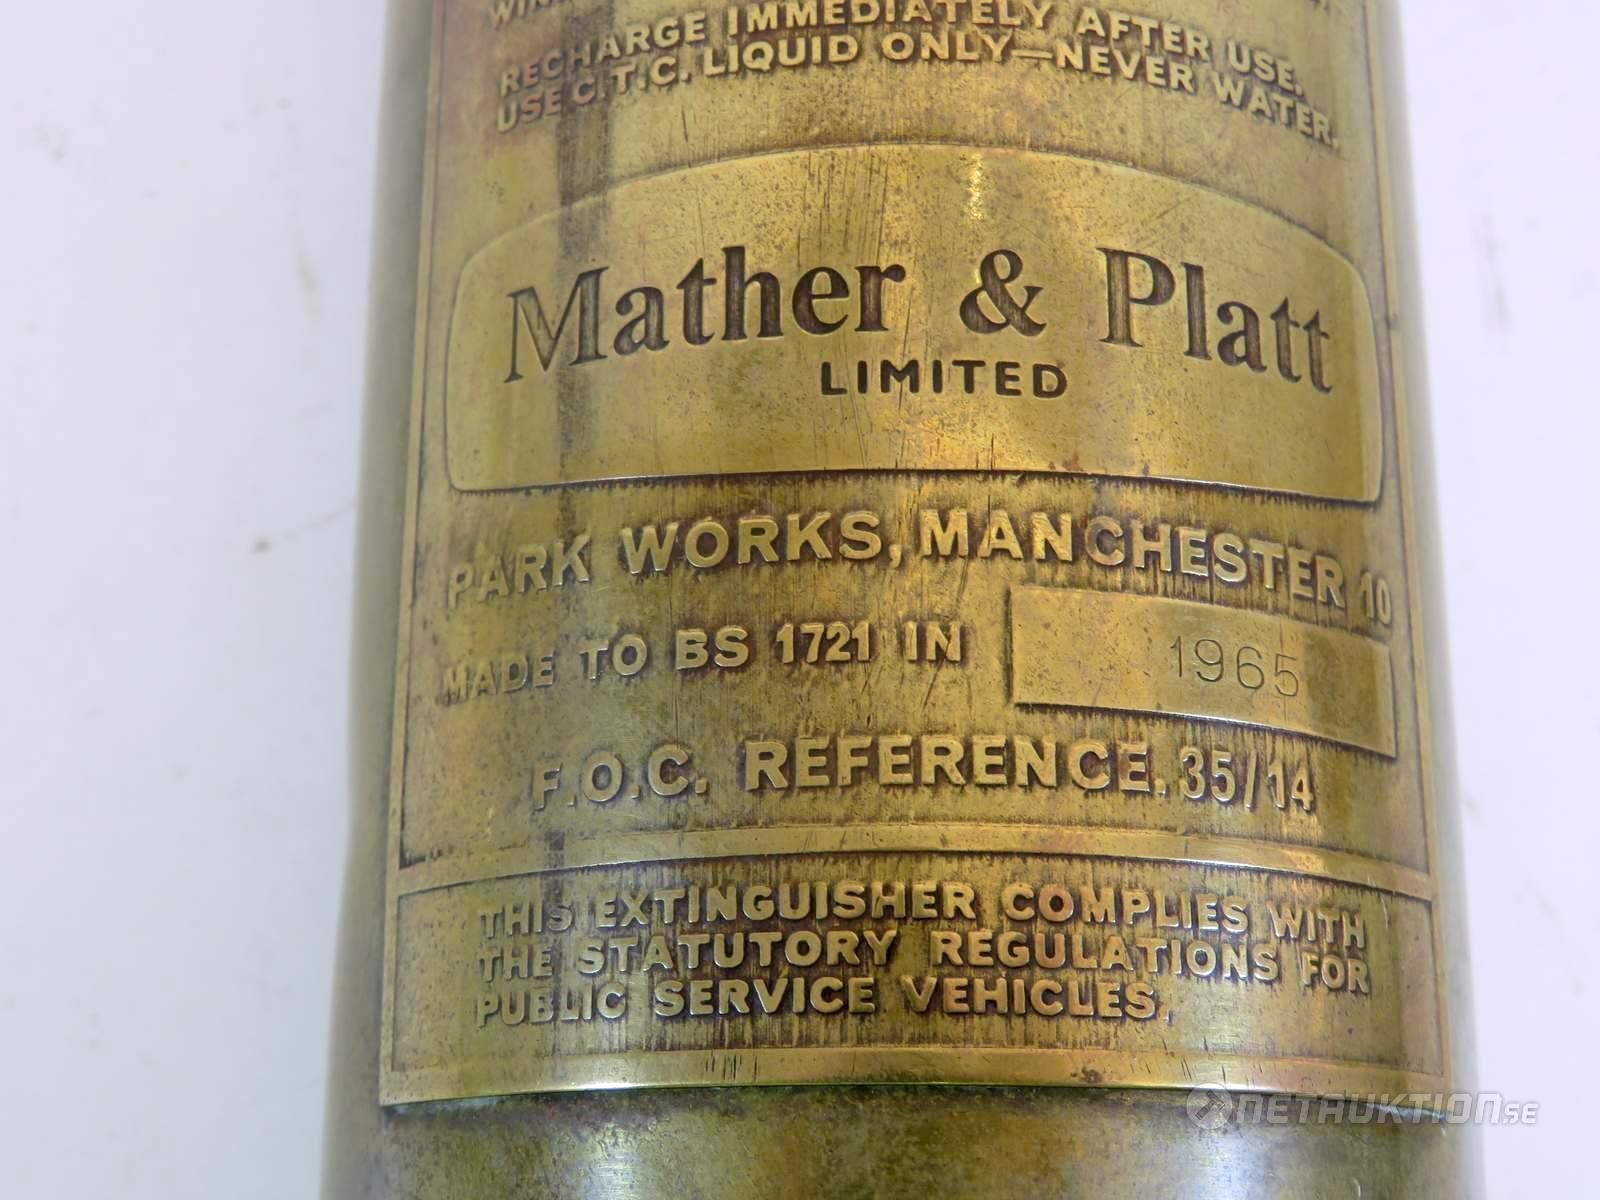 RECHARGE IMMEDIATELY AFTER USE.
USE C.T.C. LIQUID ONLY—NEVER WATER.
Mather & Platt
LIMITED
PARK WORKS, MANCHESTER 10
MADE TO BS 1721 IN 1965
F.O.C. REFERENCE. 35/14
THIS EXTINGUISHER COMPLIES WITH
THE STATUTORY REGULATIONS FOR
PUBLIC SERVICE VEHICLES.
NETAUKTION.SE